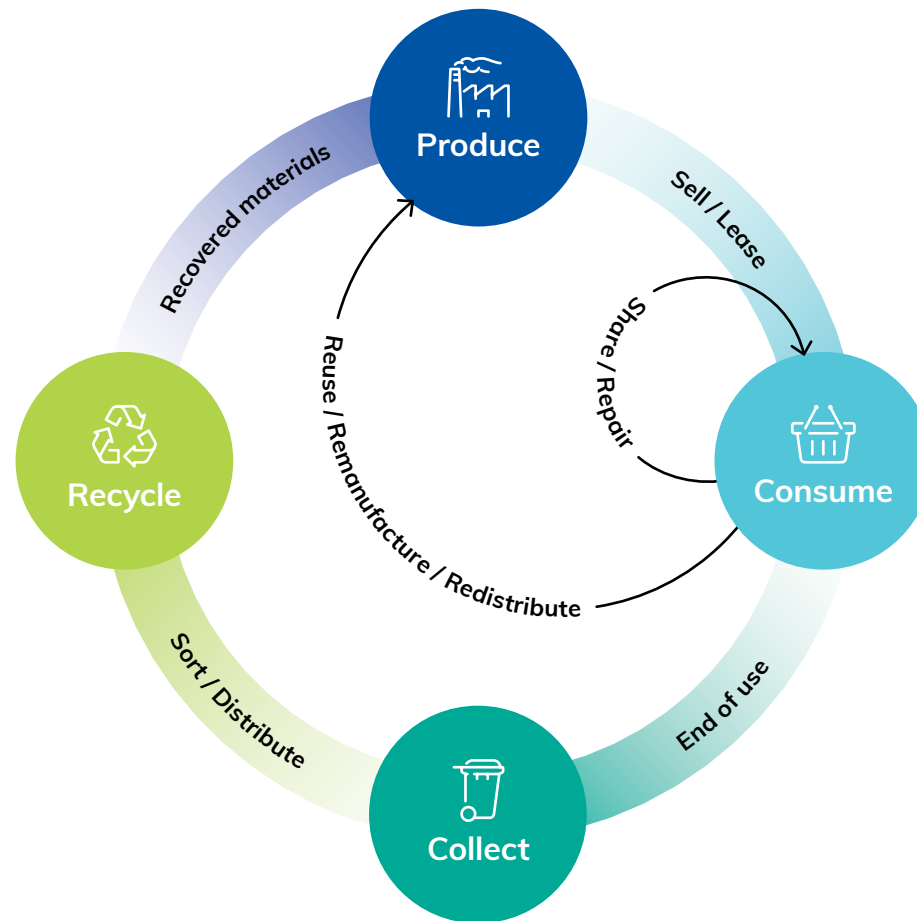 Produce
Sell / Lease
Consume
Share / Repair
Reuse / Remanufacture / Redistribute
End of use
Collect
Sort / Distribute
Recycle
Recovered materials